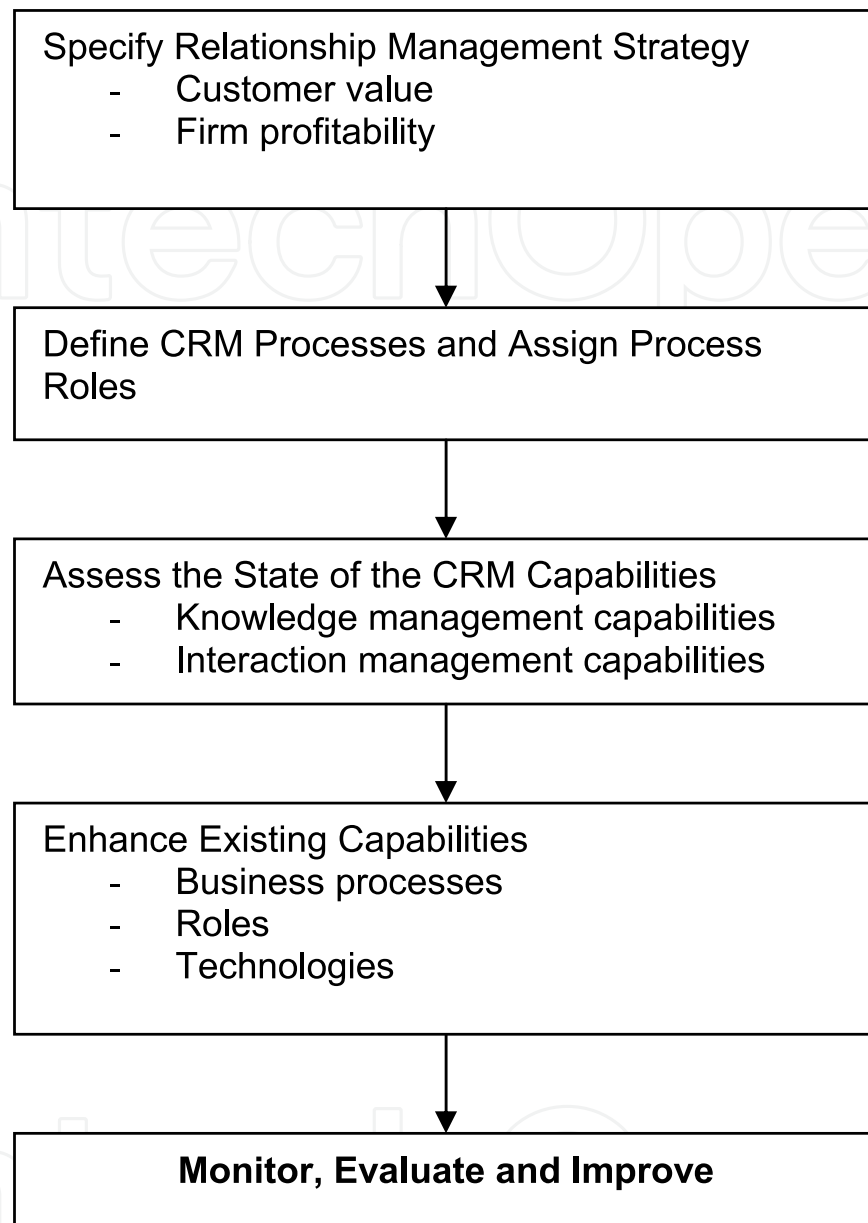 Specify Relationship Management Strategy
- Customer value
- Firm profitability
Define CRM Processes and Assign Process
Roles
Assess the State of the CRM Capabilities
- Knowledge management capabilities
- Interaction management capabilities
Enhance Existing Capabilities
- Business processes
- Roles
- Technologies
Monitor, Evaluate and Improve